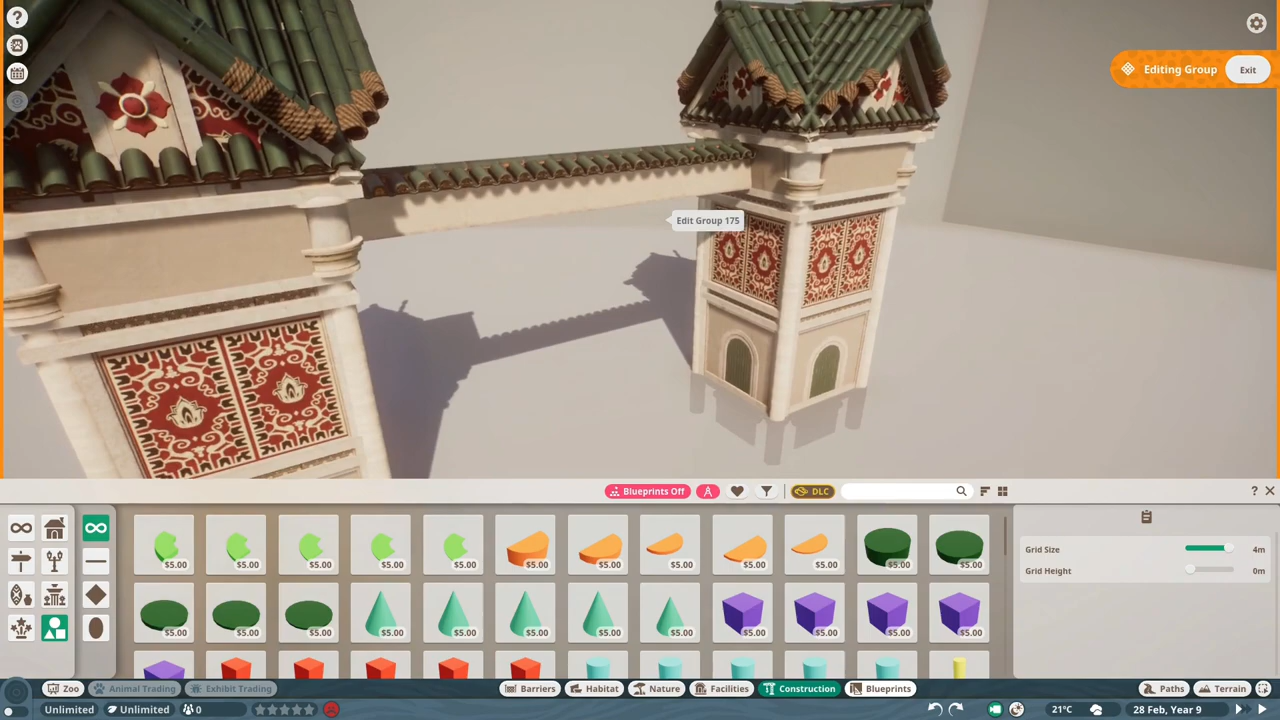 ?
Editing Group
Exit
Edit Group 175
Blueprints Off
DLC
?
$5.00 $5.00 $5.00 $5.00 $5.00 $5.00 $5.00 $5.00 $5.00 $5.00 $5.00 $5.00
$5.00 $5.00 $5.00 $5.00 $5.00 $5.00 $5.00 $5.00 $5.00 $5.00 $5.00 $5.00
Grid Size 4m
Grid Height 0m
Zoo Animal Trading Exhibit Trading Barriers Habitat Nature Facilities Construction Blueprints Paths Terrain
Unlimited Unlimited 0 21°C 28 Feb, Year 9